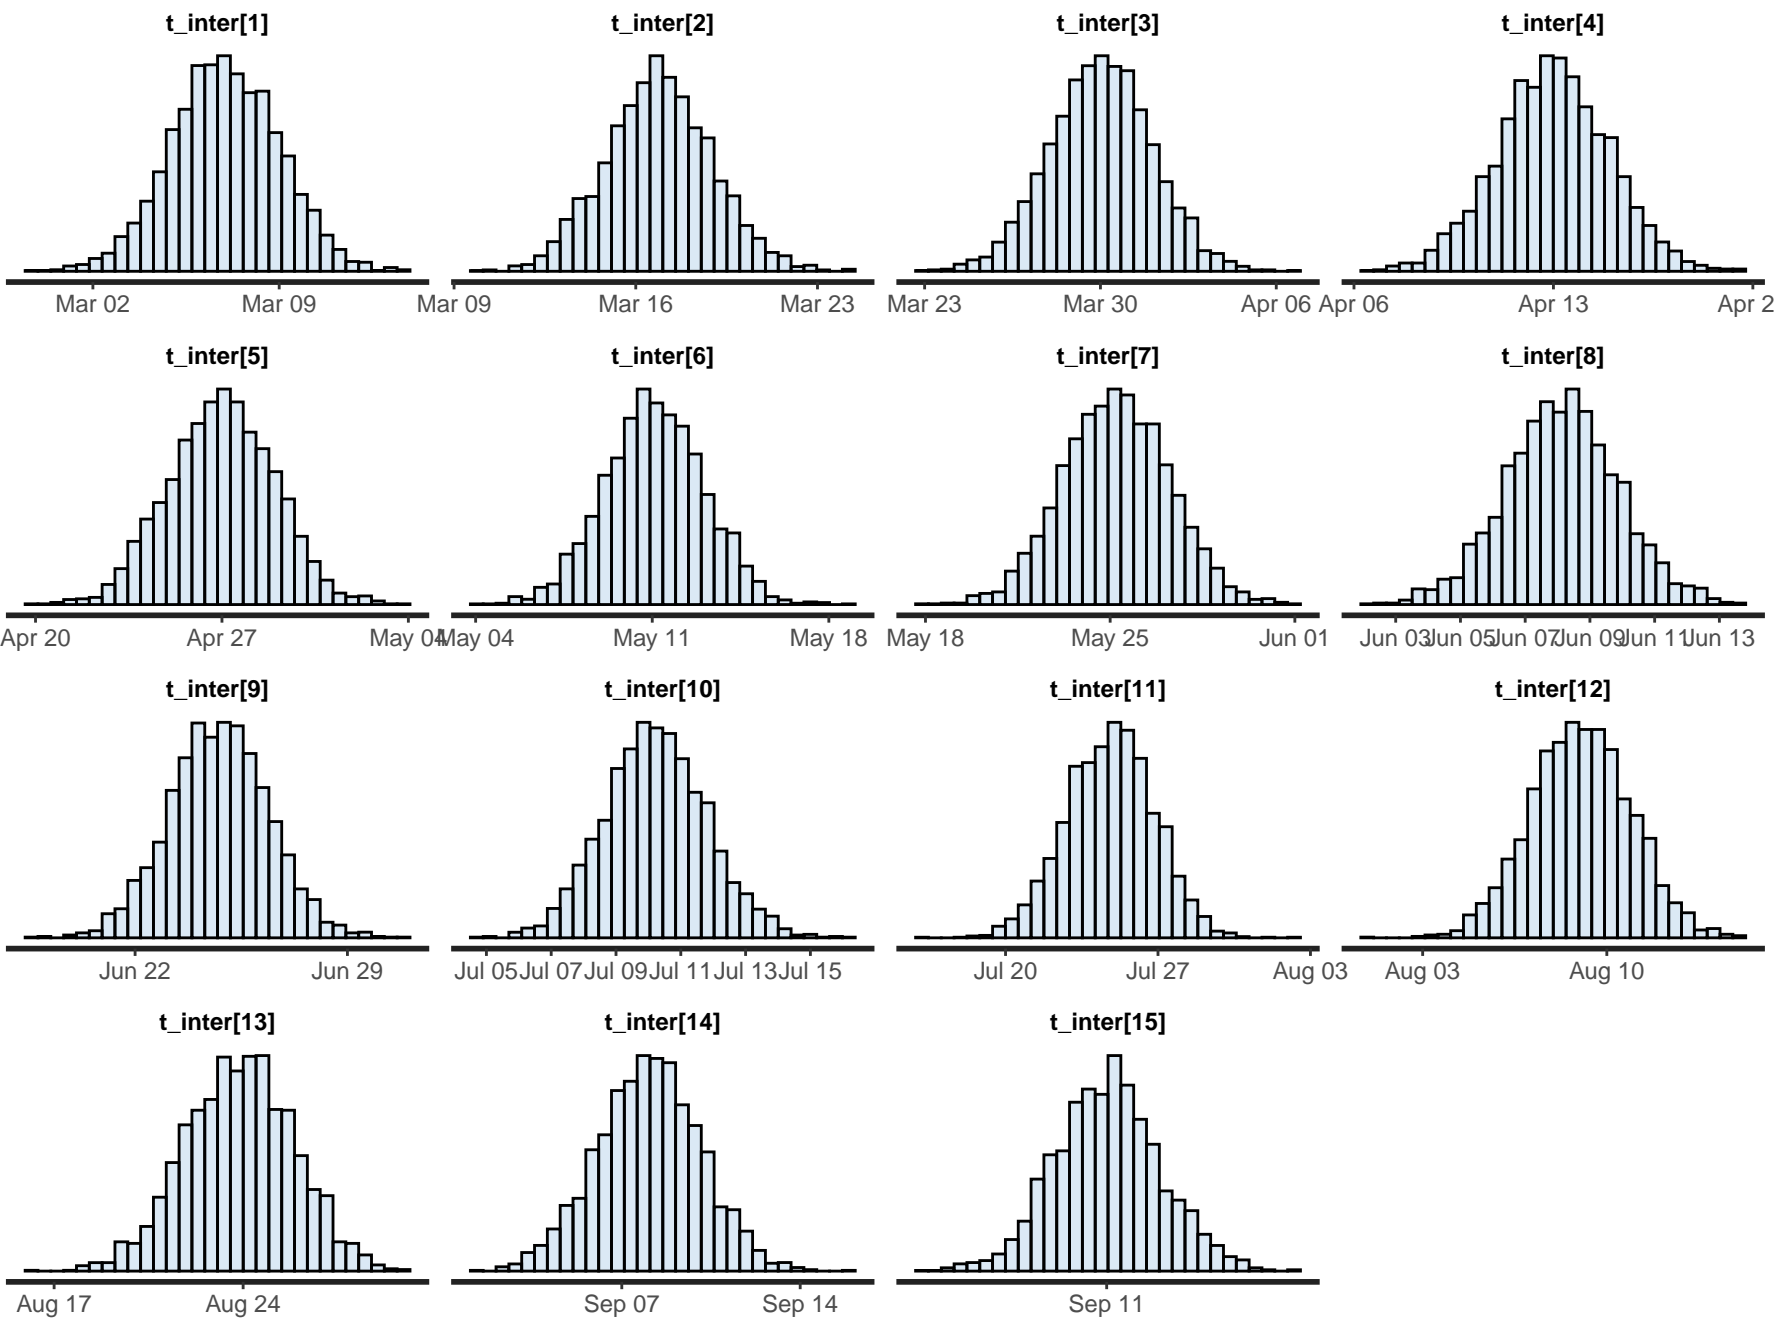 t_inter[1] t_inter[2] t_inter[3] t_inter[4]
Mar 02 Mar 09 Mar 09 Mar 16 Mar 23 Mar 23 Mar 30 Apr 06 Apr 06 Apr 13 Apr 2
t_inter[5] t_inter[6] t_inter[7] t_inter[8]
Apr 20 Apr 27 May 04 May 04 May 11 May 18 May 18 May 25 Jun 01 Jun 03 Jun 05 Jun 07 Jun 09 Jun 11 Jun 13
t_inter[9] t_inter[10] t_inter[11] t_inter[12]
Jun 22 Jun 29 Jul 05 Jul 07 Jul 09 Jul 11 Jul 13 Jul 15 Jul 20 Jul 27 Aug 03 Aug 03 Aug 10
t_inter[13] t_inter[14] t_inter[15]
Aug 17 Aug 24 Sep 07 Sep 14 Sep 11